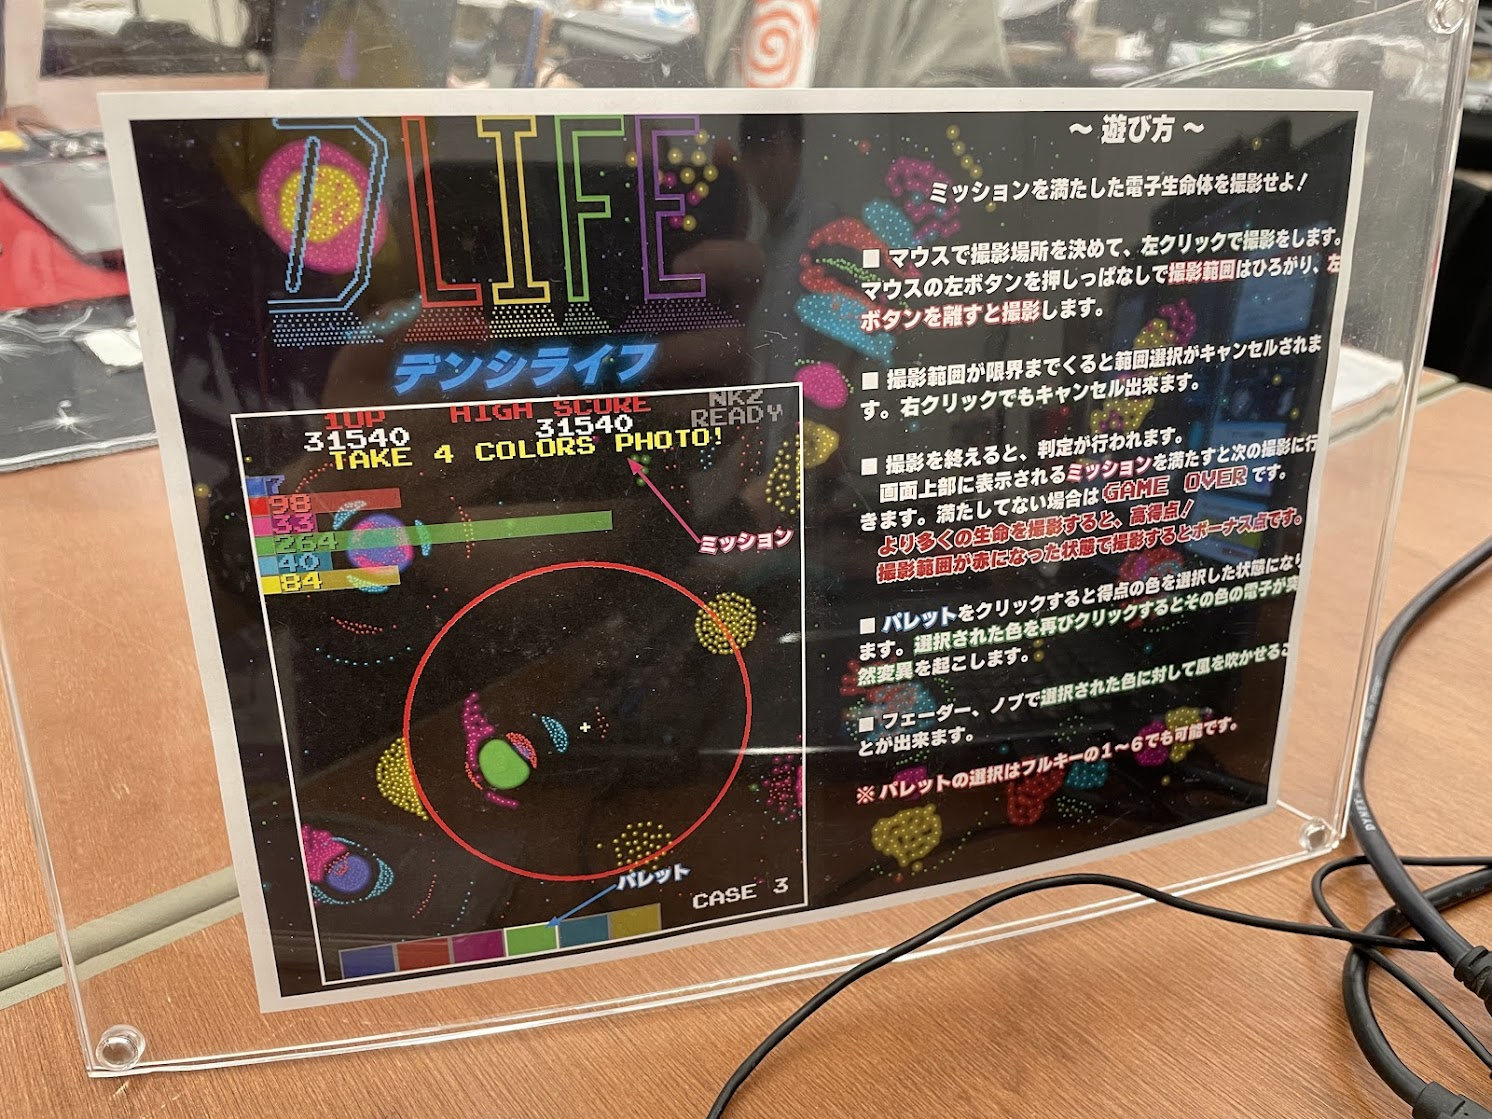 DLIFE
デンシライフ
1UP HIGH SCORE NKZ
31540 31540 READY
TAKE 4 COLORS PHOTO!
7
98
33
264
40
84
ミッション
パレット
CASE 3
～ 遊び方 ～
ミッションを満たした電子生命体を撮影せよ！
■ マウスで撮影場所を決めて、左クリックで撮影をします。
マウスの左ボタンを押しっぱなしで撮影範囲はひろがり、左
ボタンを離すと撮影します。
■ 撮影範囲が限界までくると範囲選択がキャンセルされま
す。右クリックでもキャンセル出来ます。
■ 撮影を終えると、判定が行われます。
画面上部に表示されるミッションを満たすと次の撮影に行
きます。満たしてない場合は GAME OVER です。
より多くの生命を撮影すると、高得点！
撮影範囲が赤になった状態で撮影するとボーナス点です。
■ パレットをクリックすると得点の色を選択した状態になり
ます。選択された色を再びクリックするとその色の電子が突
然変異を起こします。
■ フェーダー、ノブで選択された色に対して風を吹かせるこ
とが出来ます。
※ パレットの選択はフルキーの１～６でも可能です。